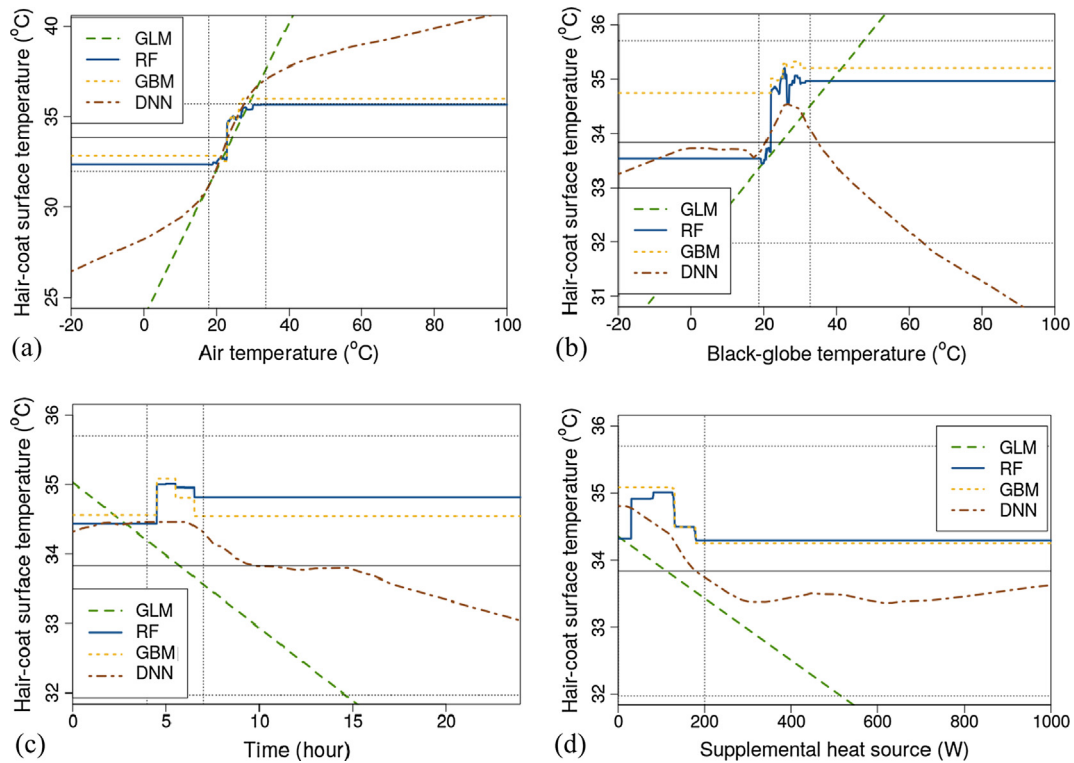 Hair-coat surface temperature (°C)
40
35
30
25
GLM
RF
GBM
DNN
-20 0 20 40 60 80 100
(a) Air temperature (°C)
Hair-coat surface temperature (°C)
36
35
34
33
32
31
GLM
RF
GBM
DNN
-20 0 20 40 60 80 100
(b) Black-globe temperature (°C)
Hair-coat surface temperature (°C)
36
35
34
33
32
GLM
RF
GBM
DNN
0 5 10 15 20
(c) Time (hour)
Hair-coat surface temperature (°C)
36
35
34
33
32
GLM
RF
GBM
DNN
0 200 400 600 800 1000
(d) Supplemental heat source (W)